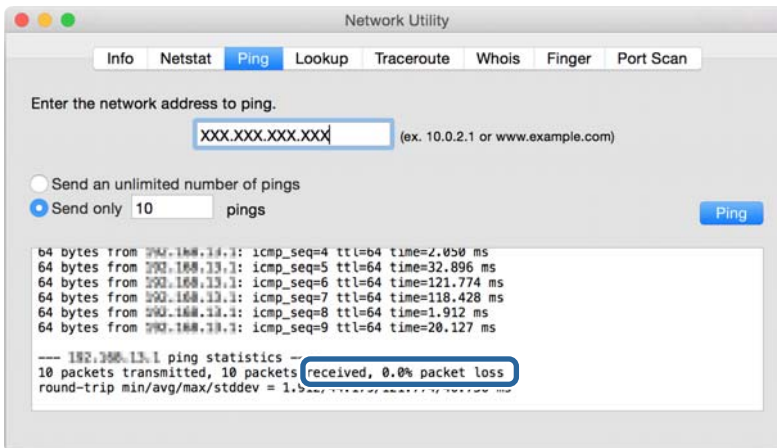 Network Utility
Info Netstat Ping Lookup Traceroute Whois Finger Port Scan
Enter the network address to ping.
XXX.XXX.XXX.XXX (ex. 10.0.2.1 or www.example.com)
Send an unlimited number of pings
Send only 10 pings
Ping
64 bytes from : icmp_seq=4 ttl=64 time=2.050 ms
64 bytes from : icmp_seq=5 ttl=64 time=32.896 ms
64 bytes from : icmp_seq=6 ttl=64 time=121.774 ms
64 bytes from : icmp_seq=7 ttl=64 time=118.428 ms
64 bytes from : icmp_seq=8 ttl=64 time=1.912 ms
64 bytes from : icmp_seq=9 ttl=64 time=20.127 ms
--- ping statistics --
10 packets transmitted, 10 packets received, 0.0% packet loss
round-trip min/avg/max/stddev = ms